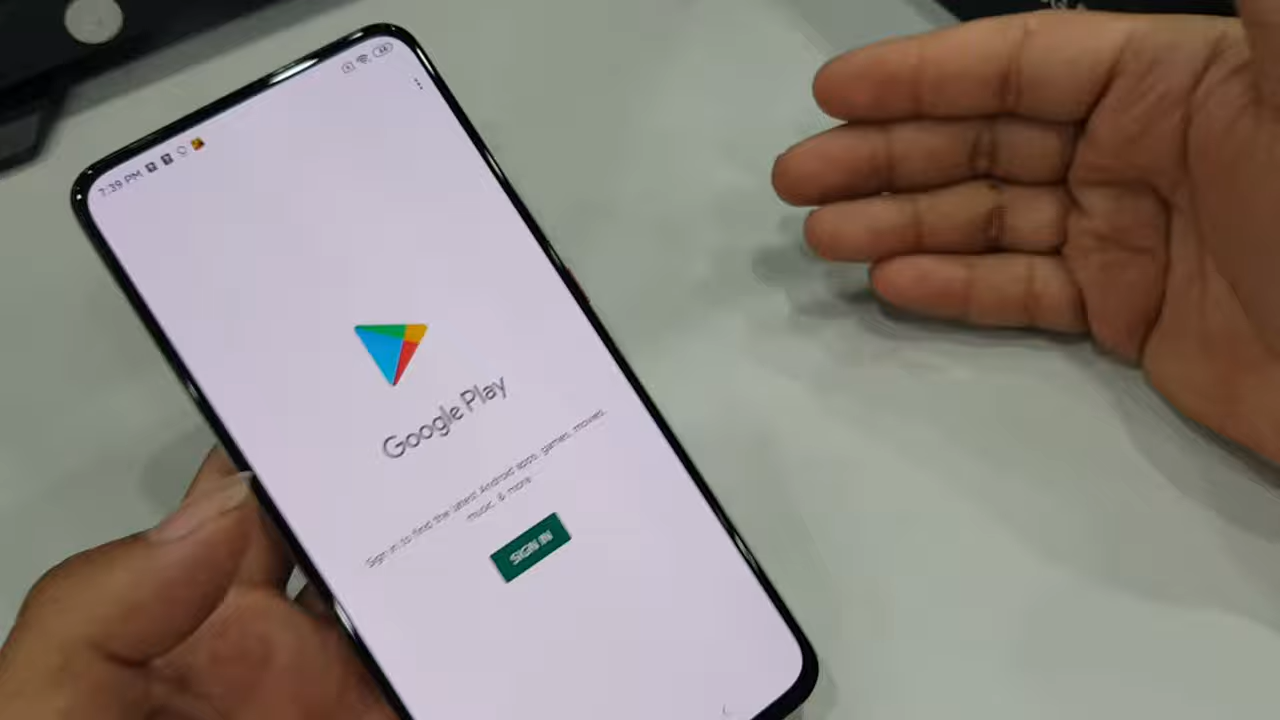 7:39 PM
Google Play
Sign in to find the latest Android apps, games, movies,
music, & more
SIGN IN